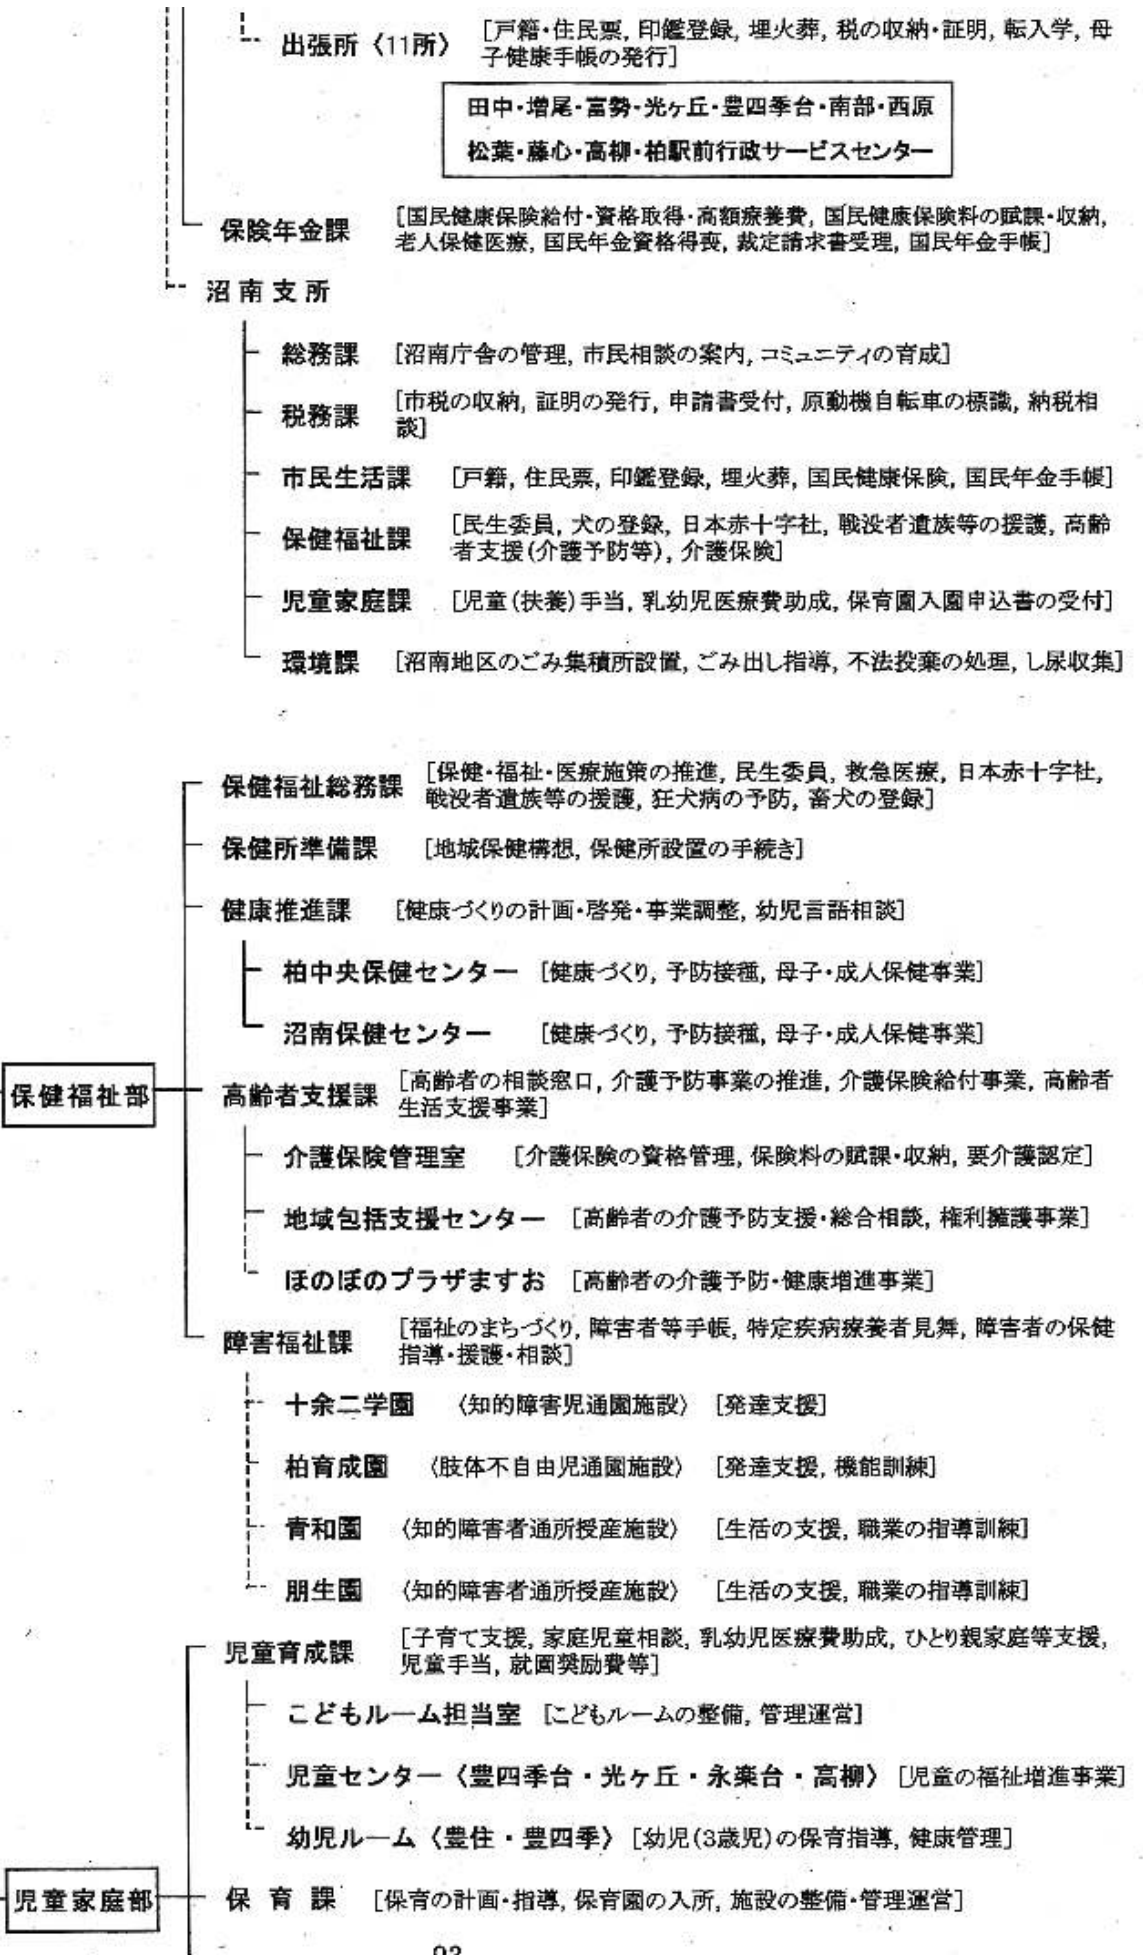 出張所〈11所〉 [戸籍・住民票, 印鑑登録, 埋火葬, 税の収納・証明, 転入学, 母
子健康手帳の発行]
田中・増尾・富勢・光ヶ丘・豊四季台・南部・西原
松葉・藤心・高柳・柏駅前行政サービスセンター
保険年金課 [国民健康保険給付・資格取得・高額療養費, 国民健康保険料の賦課・収納,
老人保健医療, 国民年金資格得喪, 裁定請求書受理, 国民年金手帳]
沼南支所
総務課 [沼南庁舎の管理, 市民相談の案内, コミュニティの育成]
税務課 [市税の収納, 証明の発行, 申請書受付, 原動機自転車の標識, 納税相
談]
市民生活課 [戸籍, 住民票, 印鑑登録, 埋火葬, 国民健康保険, 国民年金手帳]
保健福祉課 [民生委員, 犬の登録, 日本赤十字社, 戦没者遺族等の援護, 高齢
者支援(介護予防等), 介護保険]
児童家庭課 [児童(扶養)手当, 乳幼児医療費助成, 保育園入園申込書の受付]
環境課 [沼南地区のごみ集積所設置, ごみ出し指導, 不法投棄の処理, し尿収集]
保健福祉総務課 [保健・福祉・医療施策の推進, 民生委員, 救急医療, 日本赤十字社,
戦没者遺族等の援護, 狂犬病の予防, 畜犬の登録]
保健所準備課 [地域保健構想, 保健所設置の手続き]
健康推進課 [健康づくりの計画・啓発・事業調整, 幼児言語相談]
柏中央保健センター [健康づくり, 予防接種, 母子・成人保健事業]
沼南保健センター [健康づくり, 予防接種, 母子・成人保健事業]
保健福祉部
高齢者支援課 [高齢者の相談窓口, 介護予防事業の推進, 介護保険給付事業, 高齢者
生活支援事業]
介護保険管理室 [介護保険の資格管理, 保険料の賦課・収納, 要介護認定]
地域包括支援センター [高齢者の介護予防支援・総合相談, 権利擁護事業]
ほのぼのプラザますお [高齢者の介護予防・健康増進事業]
障害福祉課 [福祉のまちづくり, 障害者等手帳, 特定疾病療養者見舞, 障害者の保健
指導・援護・相談]
十余二学園 〈知的障害児通園施設〉 [発達支援]
柏育成園 〈肢体不自由児通園施設〉 [発達支援, 機能訓練]
青和園 〈知的障害者通所授産施設〉 [生活の支援, 職業の指導訓練]
朋生園 〈知的障害者通所授産施設〉 [生活の支援, 職業の指導訓練]
児童育成課 [子育て支援, 家庭児童相談, 乳幼児医療費助成, ひとり親家庭等支援,
児童手当, 就園奨励費等]
こどもルーム担当室 [こどもルームの整備, 管理運営]
児童センター〈豊四季台・光ヶ丘・永楽台・高柳〉[児童の福祉増進事業]
幼児ルーム〈豊住・豊四季〉[幼児(3歳児)の保育指導, 健康管理]
児童家庭部
保育課 [保育の計画・指導, 保育園の入所, 施設の整備・管理運営]